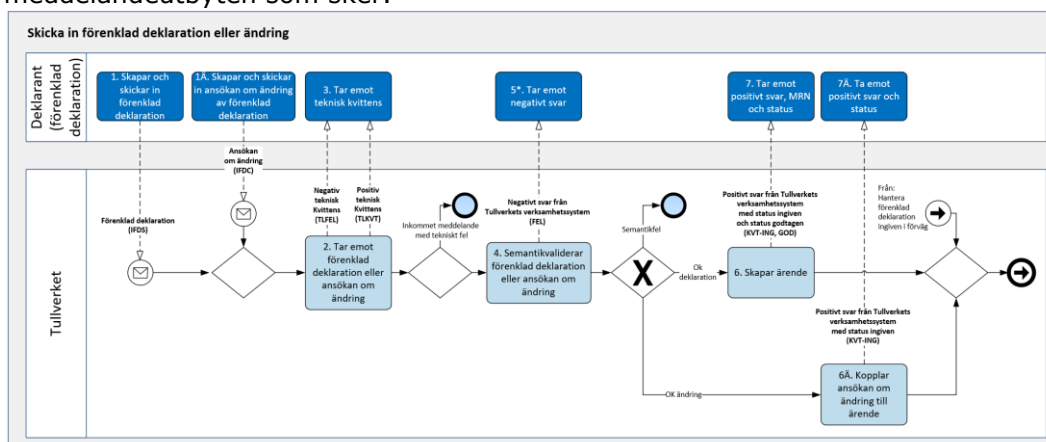 meddelandeutbyten som sker.
Skicka in förenklad deklaration eller ändring
Deklarant
(förenklad
deklaration)
1. Skapar och
skickar in
förenklad
deklaration
1Ä. Skapar och skickar
in ansökan om ändring
av förenklad
deklaration
3. Tar emot
teknisk kvittens
5*. Tar emot
negativt svar
7. Tar emot
positivt svar, MRN
och status
7Ä. Ta emot
positivt svar och
status
Tullverket
Förenklad deklaration
(IFDS)
Ansökan
om ändring
(IFDC)
Negativ
teknisk
Kvittens
(TLFEL)
Positiv
teknisk
Kvittens
(TLKVT)
2. Tar emot
förenklad
deklaration eller
ansökan om
ändring
Inkommet meddelande
med tekniskt fel
Negativt svar från
Tullverkets verksamhetssystem
(FEL)
4. Semantikvaliderar
förenklad deklaration
eller ansökan om
ändring
Semantikfel
Ok
deklaration
OK ändring
Positivt svar från Tullverkets
verksamhetssystem
med status ingiven
och status godtagen
(KVT-ING, GOD)
6. Skapar ärende
Positivt svar från Tullverkets
verksamhetssystem
med status ingiven
(KVT-ING)
6Ä. Kopplar
ansökan om
ändring till
ärende
Från:
Hantera
förenklad
deklaration
ingiven i förväg